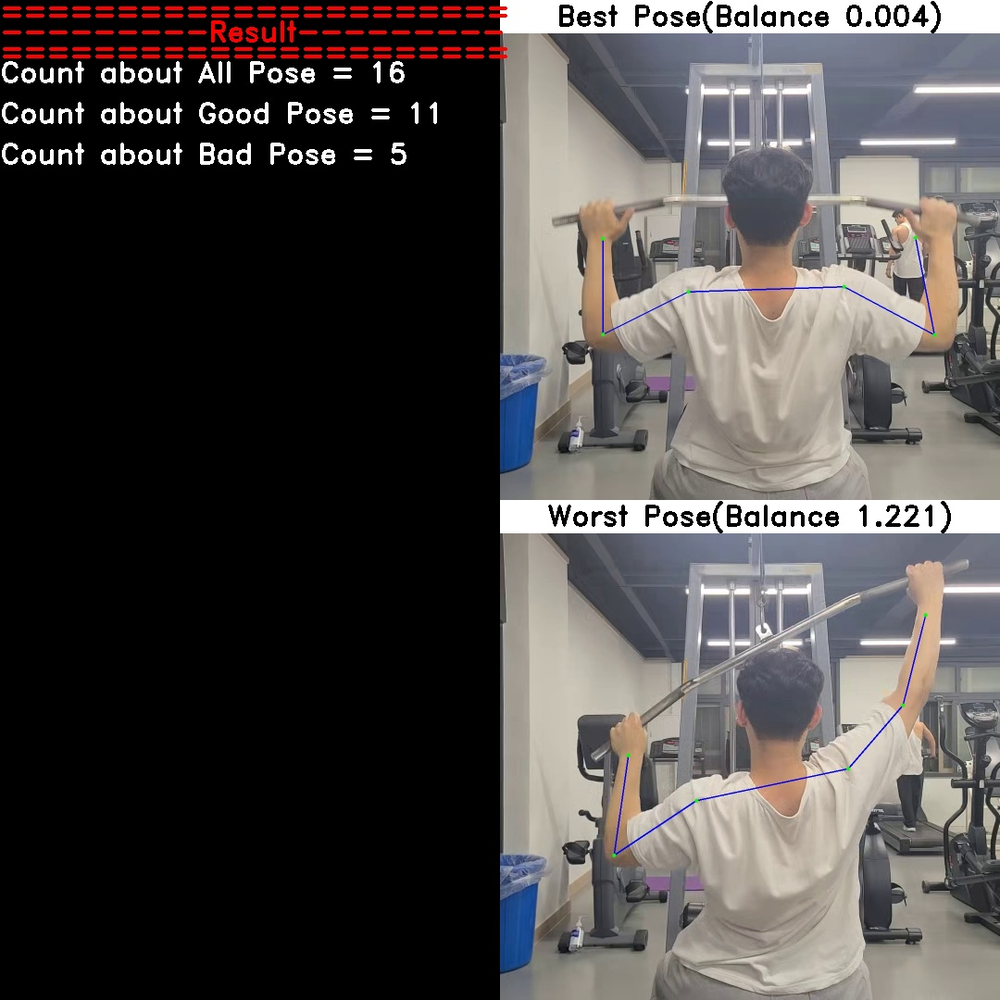 ==============================
-----------Result-----------
==============================
Count about All Pose = 16
Count about Good Pose = 11
Count about Bad Pose = 5
Best Pose(Balance 0.004)
Worst Pose(Balance 1.221)